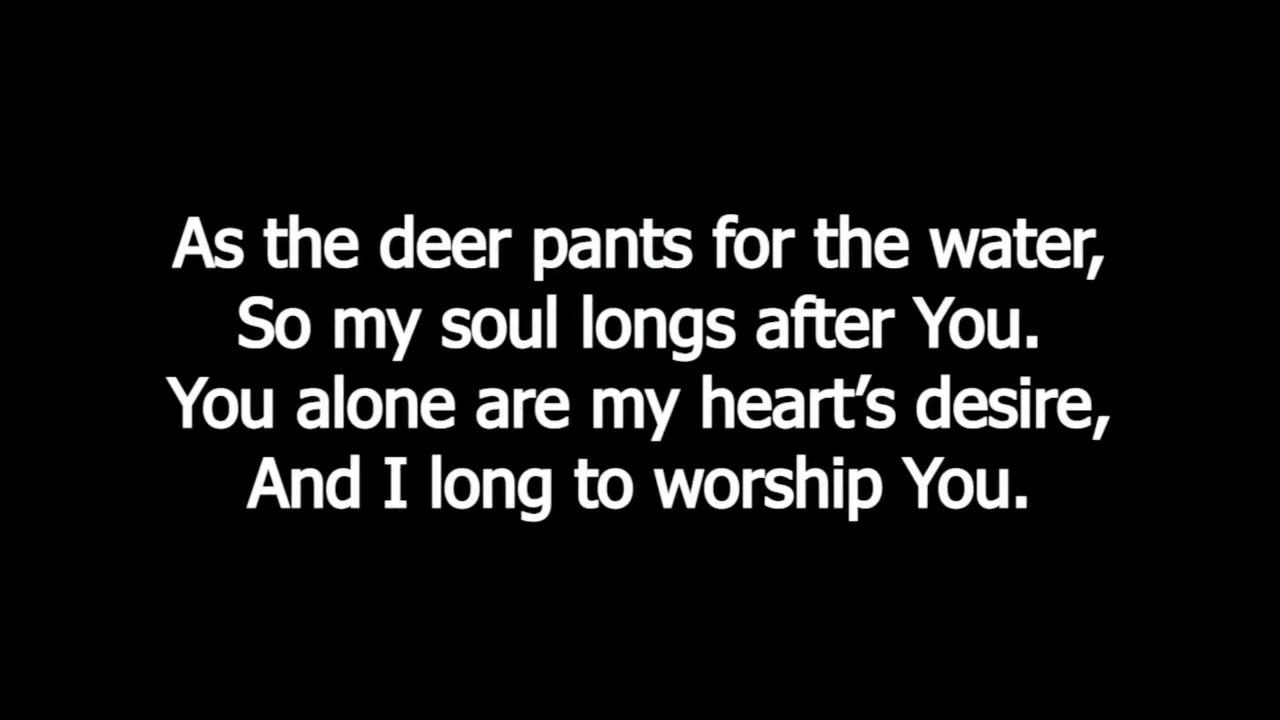 As the deer pants for the water,
So my soul longs after You.
You alone are my heart’s desire,
And I long to worship You.